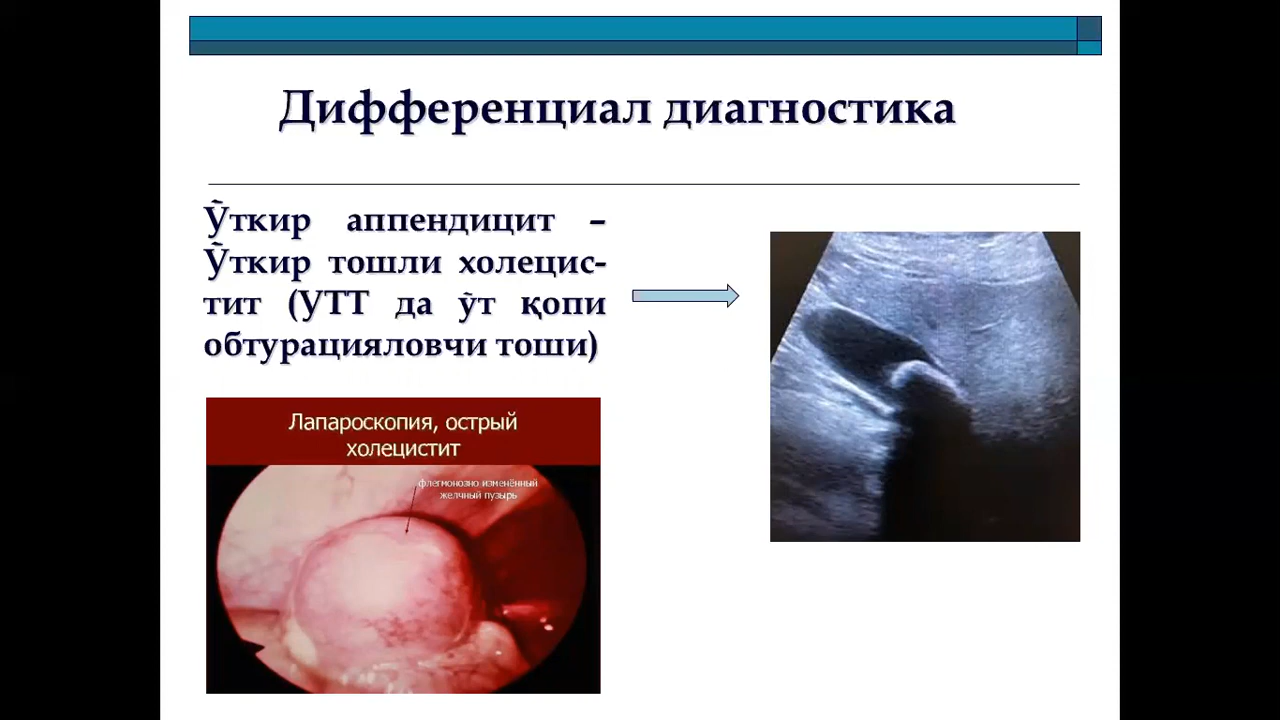 Дифференциал диагностика
Ўткир аппендицит –
Ўткир тошли холецис-
тит (УТТ да ўт қопи
обтурацияловчи тоши)
Лапароскопия, острый
холецистит
флегмонозно изменённый
желчный пузырь